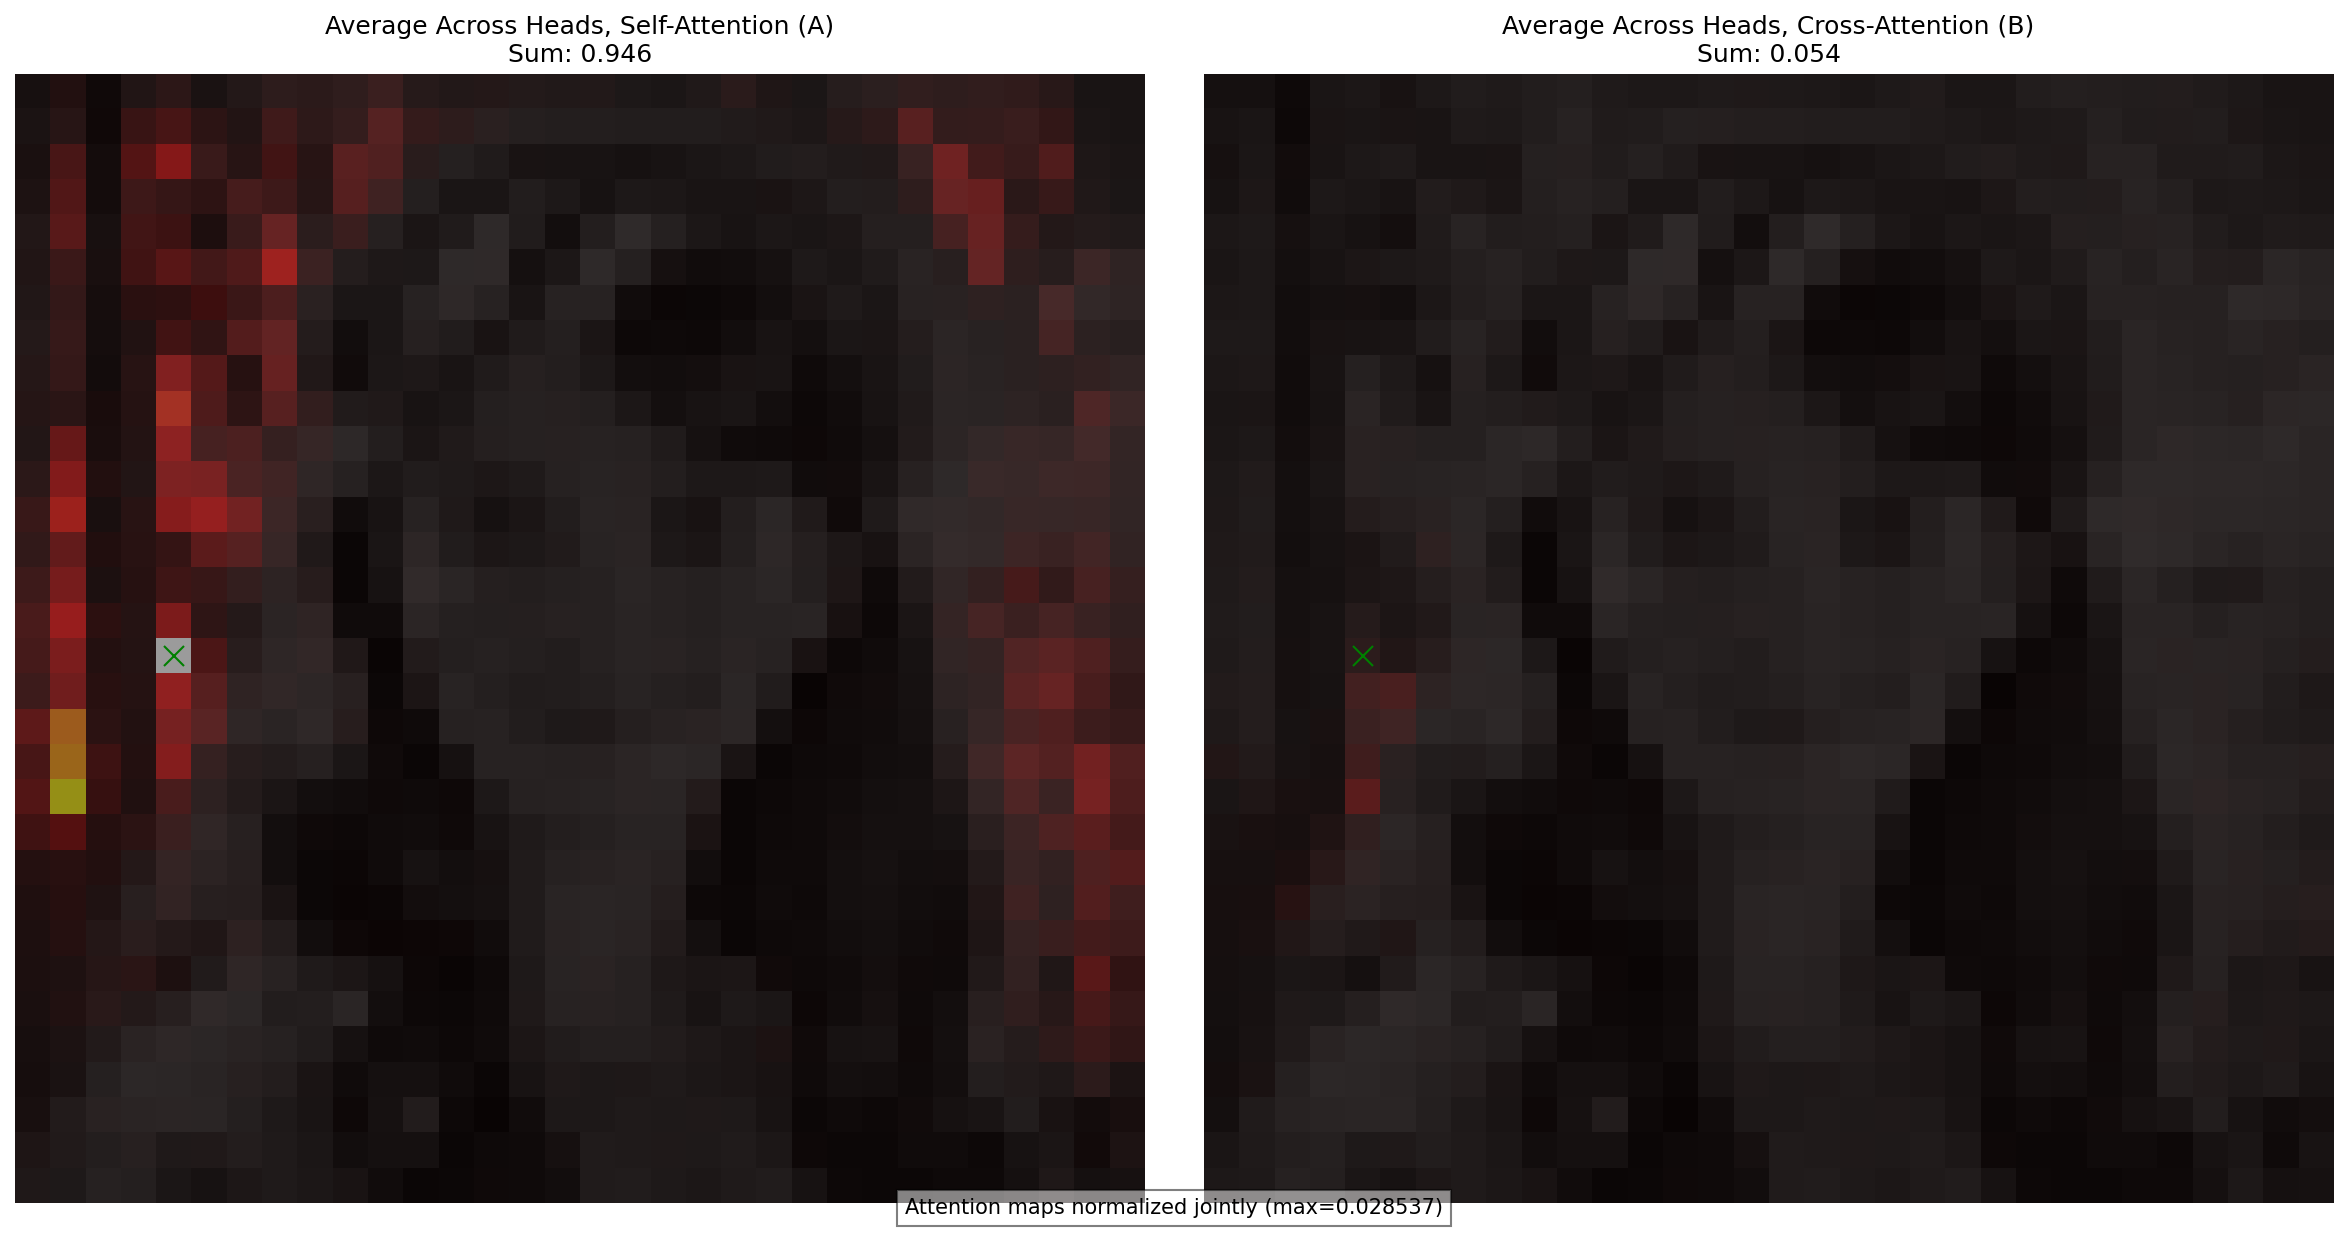 Average Across Heads, Self-Attention (A)
Sum: 0.946
Average Across Heads, Cross-Attention (B)
Sum: 0.054
Attention maps normalized jointly (max=0.028537)